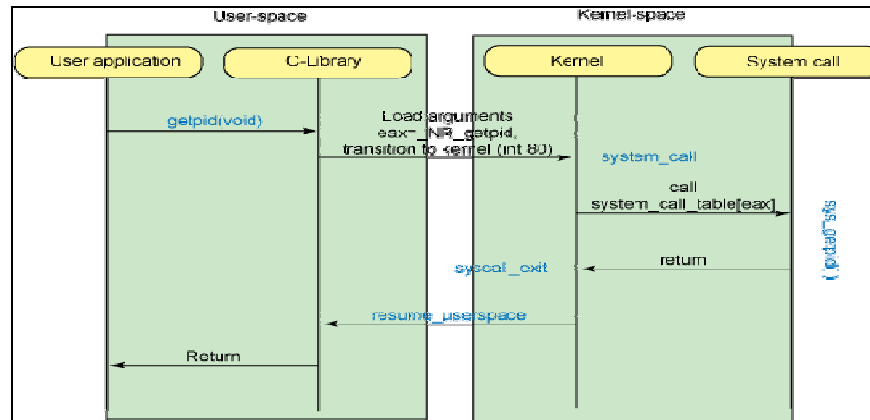 User-space
Kernel-space
User application
C-Library
Kernel
System call
getpid(void)
Load arguments
eax=_NR_getpid,
transition to kernel (int 80)
system_call
call
system_call_table[eax]
sys_getpid()
return
syscall_exit
resume_userspace
Return